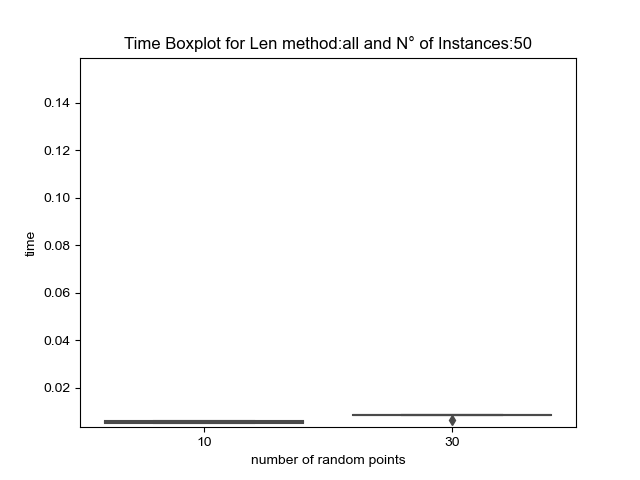 Time Boxplot for Len method:all and N° of Instances:50
0.14
0.12
0.10
0.08
0.06
0.04
0.02
time
10 30
number of random points